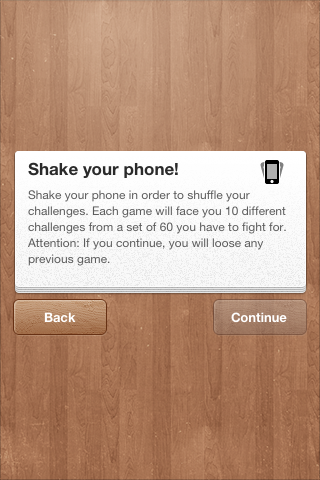 Shake your phone!
Shake your phone in order to shuffle your
challenges. Each game will face you 10 different
challenges from a set of 60 you have to fight for.
Attention: If you continue, you will loose any
previous game.
Back
Continue